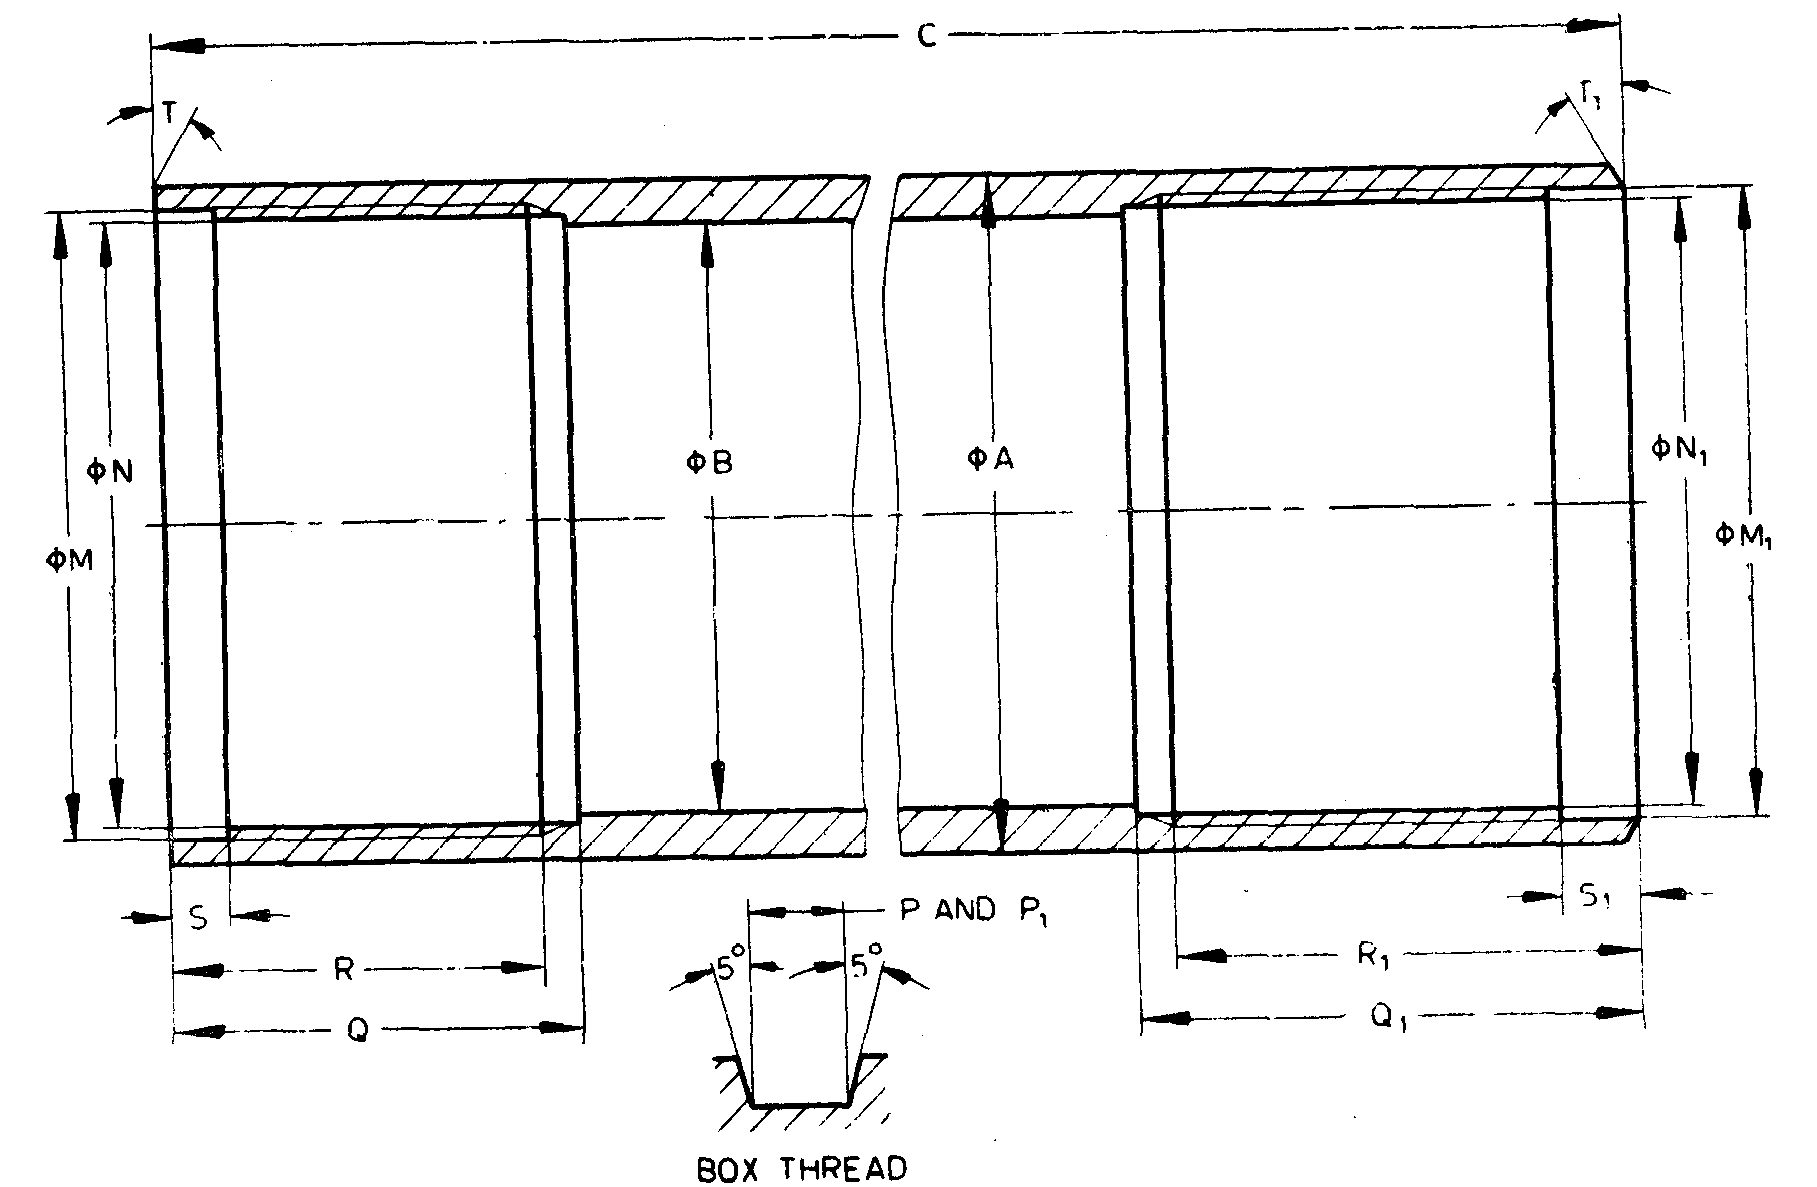 C
T
T₁
ΦN
ΦB
ΦA
ΦN₁
ΦM
ΦM₁
S
P AND P₁
S₁
R
5°
5°
R₁
Q
Q₁
BOX THREAD